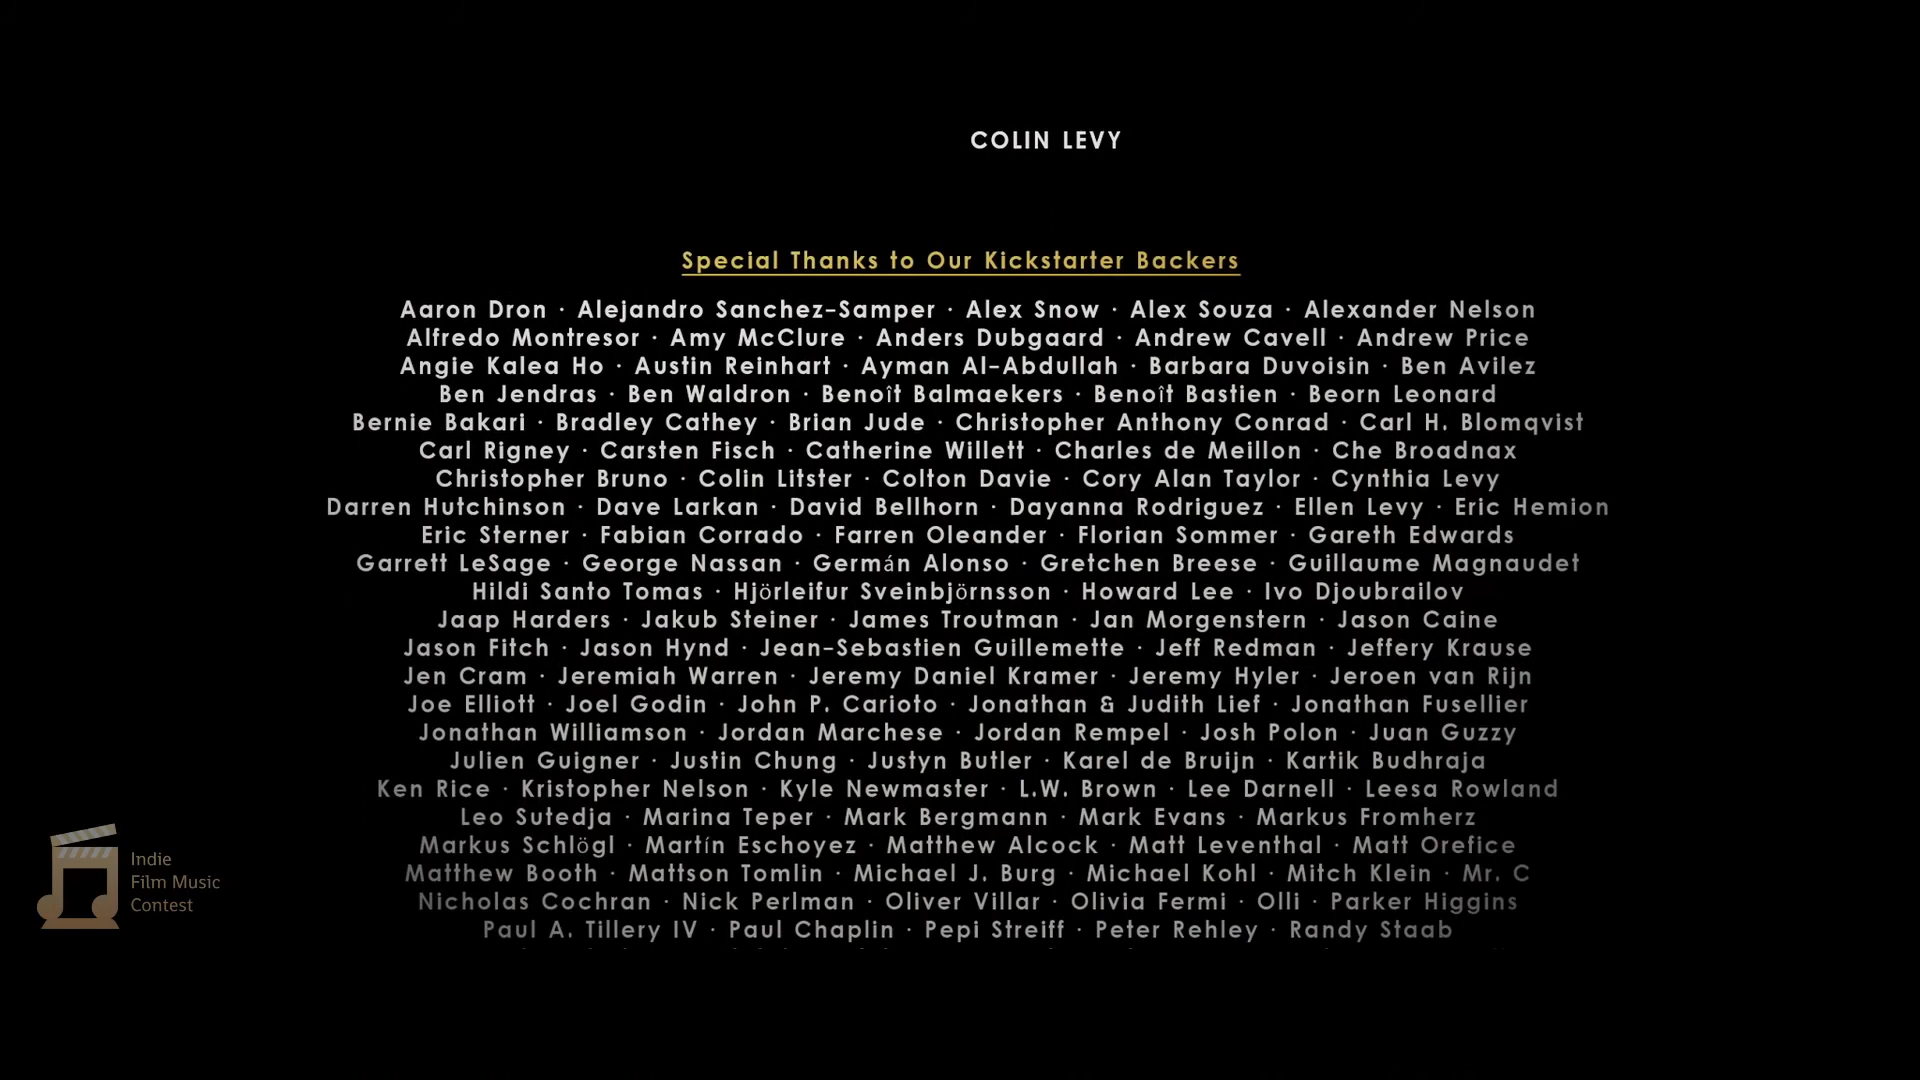 COLIN LEVY
Special Thanks to Our Kickstarter Backers
Aaron Dron · Alejandro Sanchez-Samper · Alex Snow · Alex Souza · Alexander Nelson
Alfredo Montresor · Amy McClure · Anders Dubgaard · Andrew Cavell · Andrew Price
Angie Kalea Ho · Austin Reinhart · Ayman Al-Abdullah · Barbara Duvoisin · Ben Avilez
Ben Jendras · Ben Waldron · Benoît Balmaekers · Benoît Bastien · Beorn Leonard
Bernie Bakari · Bradley Cathey · Brian Jude · Christopher Anthony Conrad · Carl H. Blomqvist
Carl Rigney · Carsten Fisch · Catherine Willett · Charles de Meillon · Che Broadnax
Christopher Bruno · Colin Litster · Colton Davie · Cory Alan Taylor · Cynthia Levy
Darren Hutchinson · Dave Larkan · David Bellhorn · Dayanna Rodriguez · Ellen Levy · Eric Hemion
Eric Sterner · Fabian Corrado · Farren Oleander · Florian Sommer · Gareth Edwards
Garrett LeSage · George Nassan · Germán Alonso · Gretchen Breese · Guillaume Magnaudet
Hildi Santo Tomas · Hjörleifur Sveinbjörnsson · Howard Lee · Ivo Djoubrailov
Jaap Harders · Jakub Steiner · James Troutman · Jan Morgenstern · Jason Caine
Jason Fitch · Jason Hynd · Jean-Sebastien Guillemette · Jeff Redman · Jeffery Krause
Jen Cram · Jeremiah Warren · Jeremy Daniel Kramer · Jeremy Hyler · Jeroen van Rijn
Joe Elliott · Joel Godin · John P. Carioto · Jonathan & Judith Lief · Jonathan Fusellier
Jonathan Williamson · Jordan Marchese · Jordan Rempel · Josh Polon · Juan Guzzy
Julien Guigner · Justin Chung · Justyn Butler · Karel de Bruijn · Kartik Budhraja
Ken Rice · Kristopher Nelson · Kyle Newmaster · L.W. Brown · Lee Darnell · Leesa Rowland
Leo Sutedja · Marina Teper · Mark Bergmann · Mark Evans · Markus Fromherz
Markus Schlögl · Martín Eschoyez · Matthew Alcock · Matt Leventhal · Matt Orefice
Matthew Booth · Mattson Tomlin · Michael J. Burg · Michael Kohl · Mitch Klein · Mr. C
Nicholas Cochran · Nick Perlman · Oliver Villar · Olivia Fermi · Olli · Parker Higgins
Paul A. Tillery IV · Paul Chaplin · Pepi Streiff · Peter Rehley · Randy Staab
Indie
Film Music
Contest